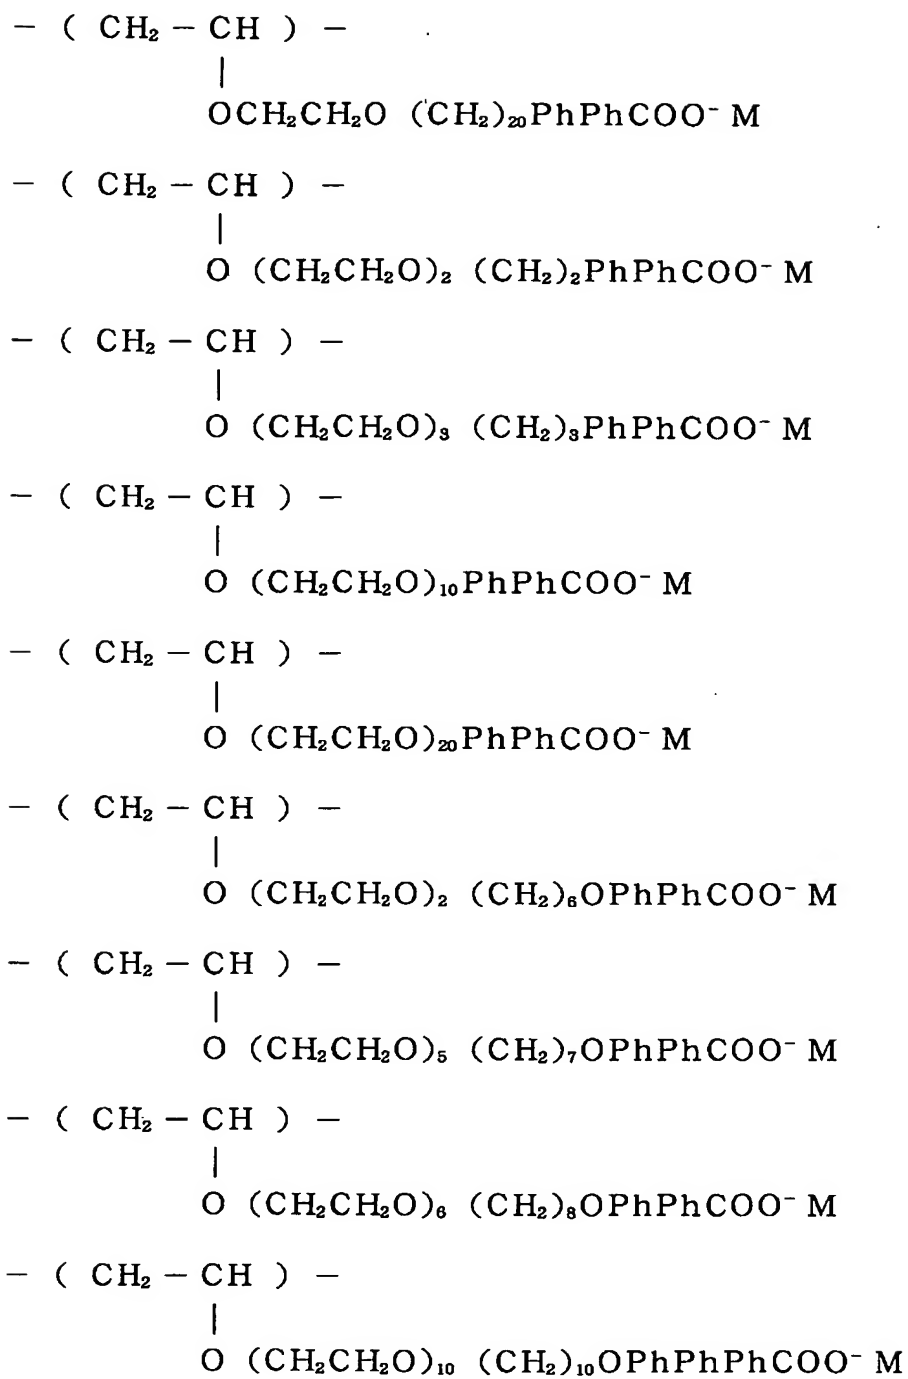 − ( CH₂ − CH ) −
|
OCH₂CH₂O (CH₂)₂₀PhPhCOO⁻ M
− ( CH₂ − CH ) −
|
O (CH₂CH₂O)₂ (CH₂)₂PhPhCOO⁻ M
− ( CH₂ − CH ) −
|
O (CH₂CH₂O)₃ (CH₂)₃PhPhCOO⁻ M
− ( CH₂ − CH ) −
|
O (CH₂CH₂O)₁₀PhPhCOO⁻ M
− ( CH₂ − CH ) −
|
O (CH₂CH₂O)₂₀PhPhCOO⁻ M
− ( CH₂ − CH ) −
|
O (CH₂CH₂O)₂ (CH₂)₆OPhPhCOO⁻ M
− ( CH₂ − CH ) −
|
O (CH₂CH₂O)₅ (CH₂)₇OPhPhCOO⁻ M
− ( CH₂ − CH ) −
|
O (CH₂CH₂O)₆ (CH₂)₈OPhPhCOO⁻ M
− ( CH₂ − CH ) −
|
O (CH₂CH₂O)₁₀ (CH₂)₁₀OPhPhPhCOO⁻ M